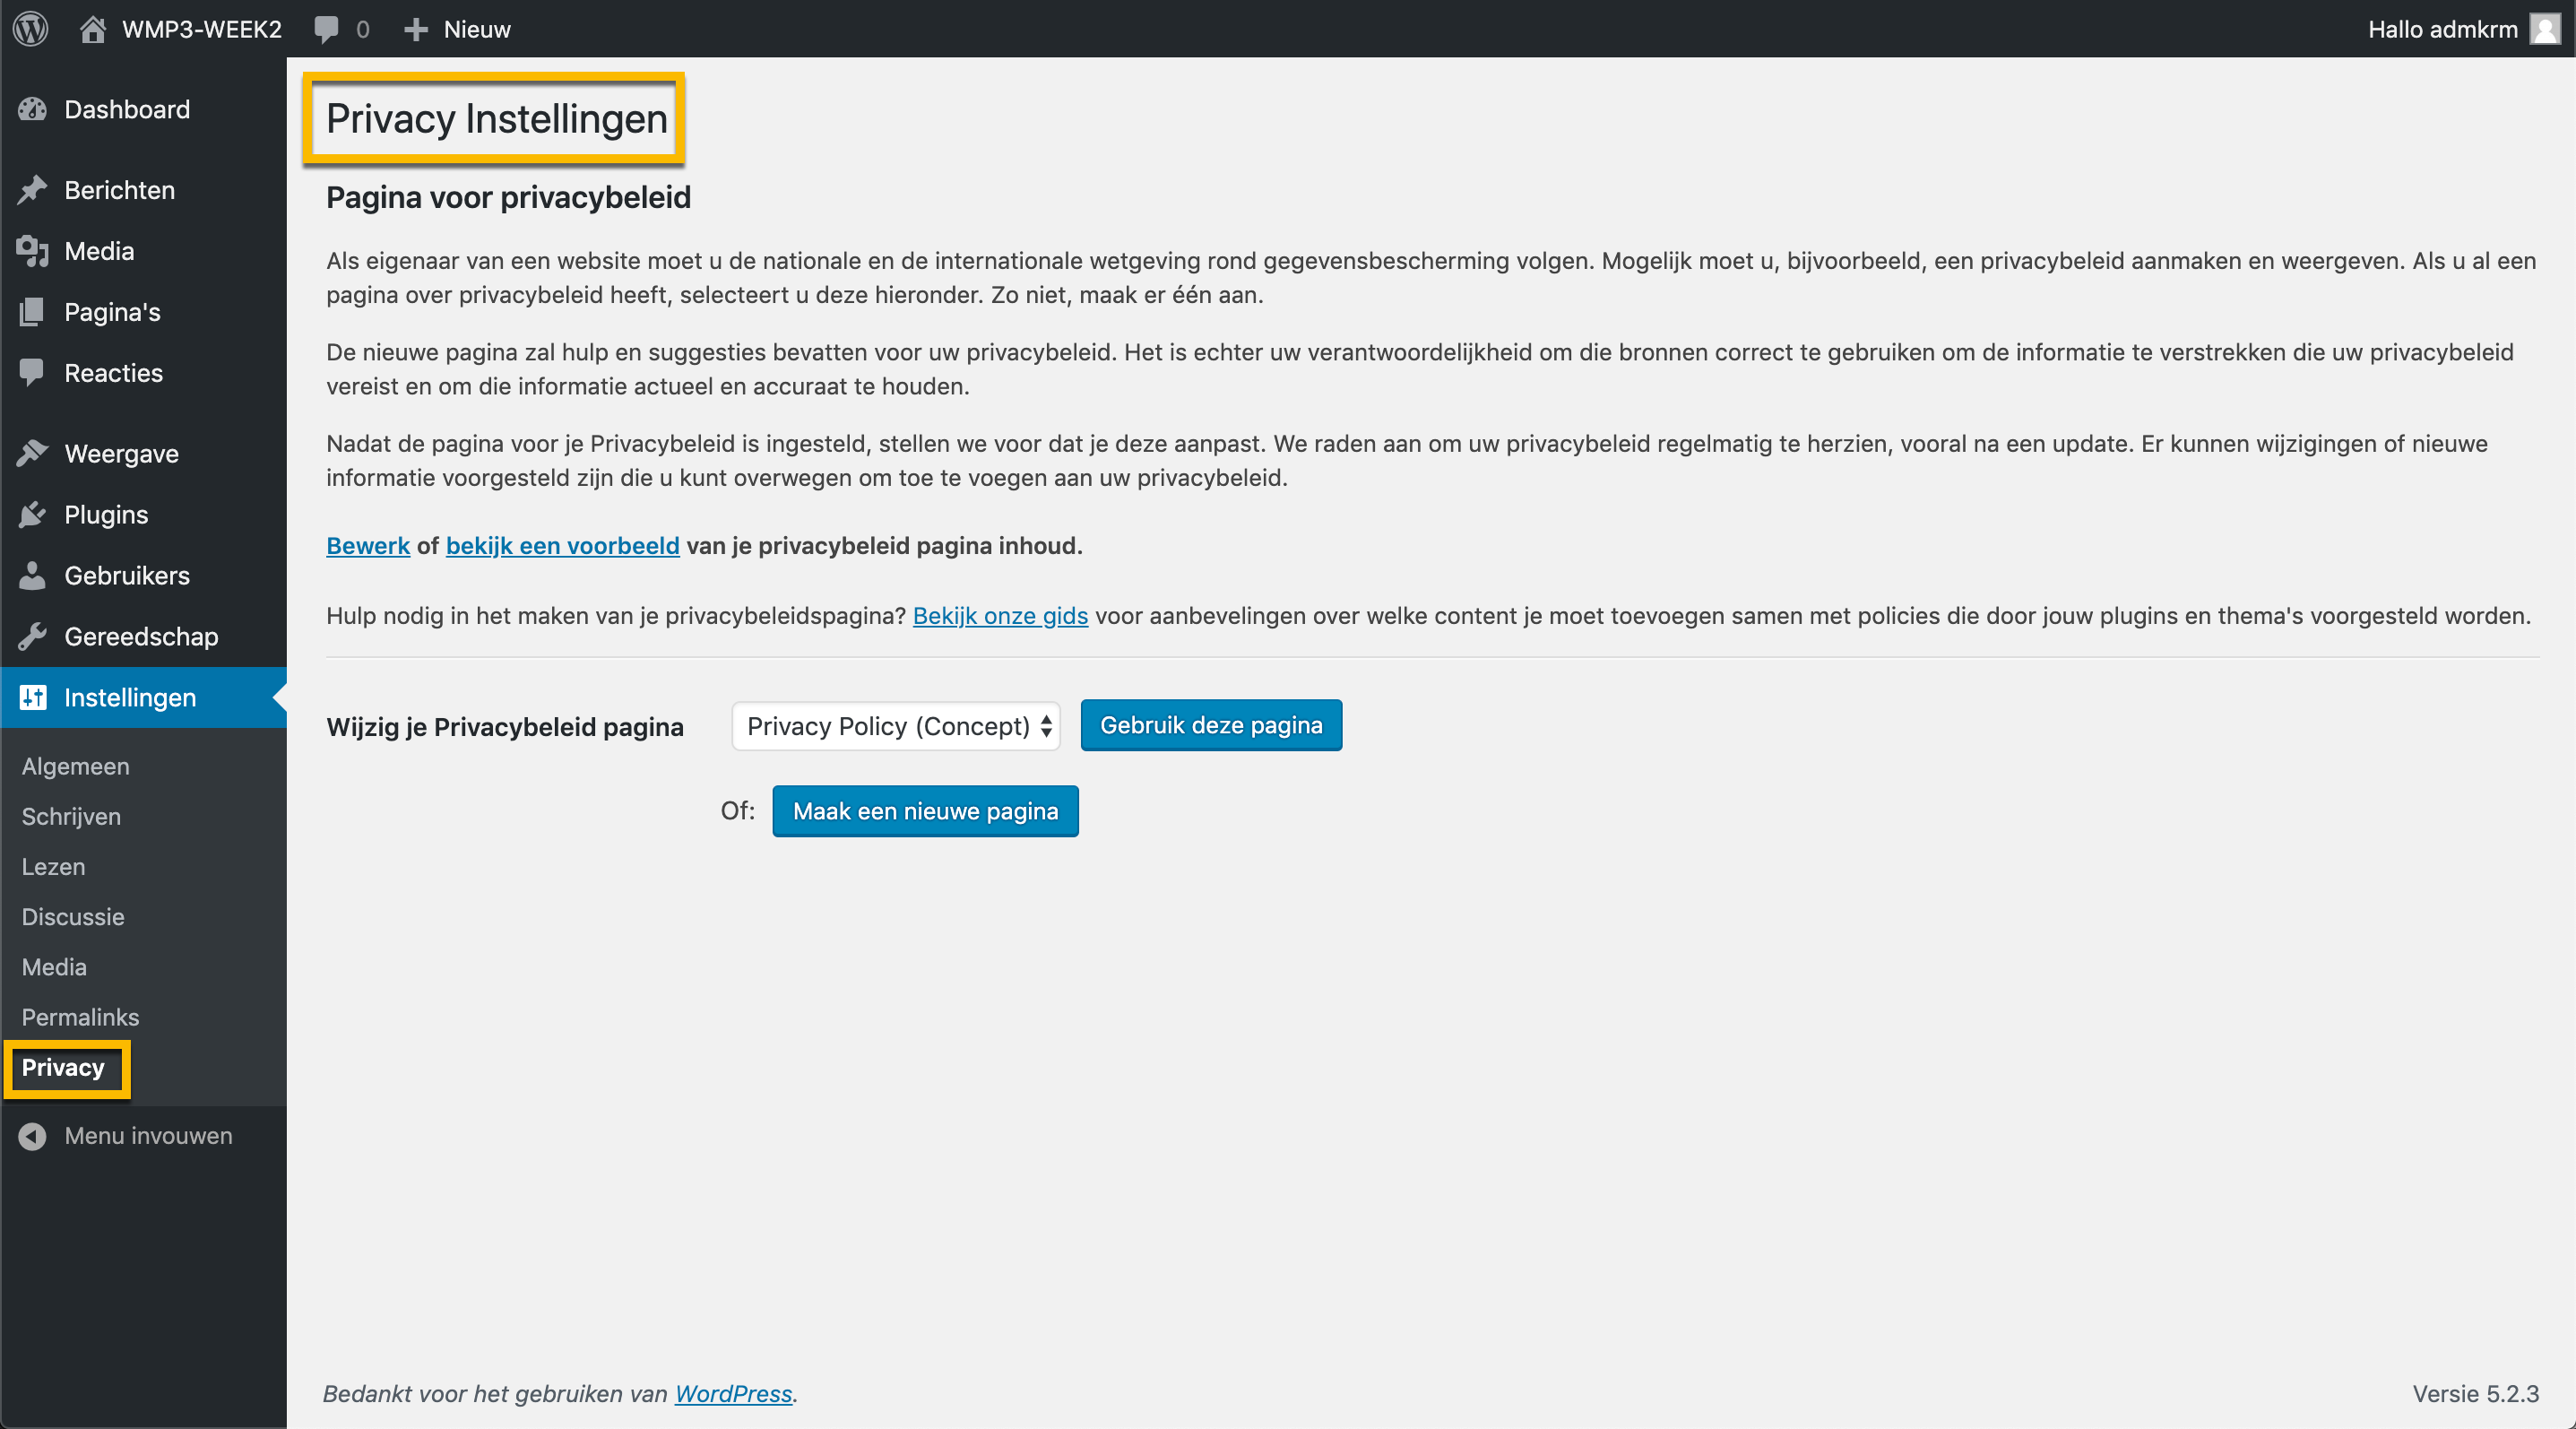 WMP3-WEEK2
0
Nieuw
Hallo admkrm
Dashboard
Berichten
Media
Pagina's
Reacties
Weergave
Plugins
Gebruikers
Gereedschap
Instellingen
Algemeen
Schrijven
Lezen
Discussie
Media
Permalinks
Privacy
Menu invouwen
Privacy Instellingen
Pagina voor privacybeleid
Als eigenaar van een website moet u de nationale en de internationale wetgeving rond gegevensbescherming volgen. Mogelijk moet u, bijvoorbeeld, een privacybeleid aanmaken en weergeven. Als u al een
pagina over privacybeleid heeft, selecteert u deze hieronder. Zo niet, maak er één aan.
De nieuwe pagina zal hulp en suggesties bevatten voor uw privacybeleid. Het is echter uw verantwoordelijkheid om die bronnen correct te gebruiken om de informatie te verstrekken die uw privacybeleid
vereist en om die informatie actueel en accuraat te houden.
Nadat de pagina voor je Privacybeleid is ingesteld, stellen we voor dat je deze aanpast. We raden aan om uw privacybeleid regelmatig te herzien, vooral na een update. Er kunnen wijzigingen of nieuwe
informatie voorgesteld zijn die u kunt overwegen om toe te voegen aan uw privacybeleid.
Bewerk of bekijk een voorbeeld van je privacybeleid pagina inhoud.
Hulp nodig in het maken van je privacybeleidspagina? Bekijk onze gids voor aanbevelingen over welke content je moet toevoegen samen met policies die door jouw plugins en thema's voorgesteld worden.
Wijzig je Privacybeleid pagina
Privacy Policy (Concept)
Gebruik deze pagina
Of:
Maak een nieuwe pagina
Bedankt voor het gebruiken van WordPress.
Versie 5.2.3